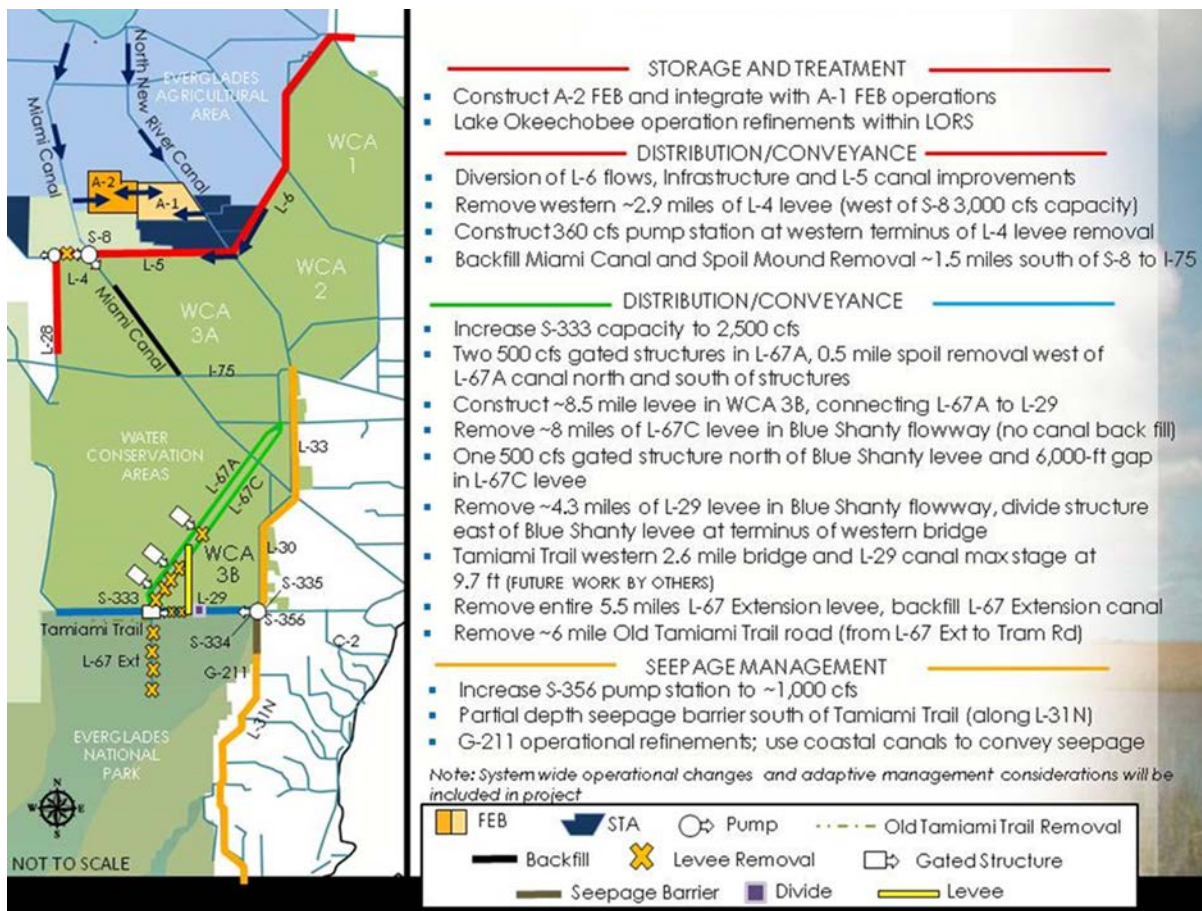 North New River Canal
Miami Canal
EVERGLADES
AGRICULTURAL
AREA
WCA
1
A-2
A-1
L-6
S-8
L-5
L-4
WCA
2
Miami Canal
WCA
3A
L-28
I-75
WATER
CONSERVATION
AREAS
L-33
L-67A
L-67C
WCA
3B
L-30
S-335
S-333
L-29
S-356
Tamiami Trail
S-334
C-2
L-67 Ext
G-211
L-31N
EVERGLADES
NATIONAL
PARK
N
W
E
S
NOT TO SCALE
STORAGE AND TREATMENT
▪ Construct A-2 FEB and integrate with A-1 FEB operations
▪ Lake Okeechobee operation refinements within LORS
DISTRIBUTION/CONVEYANCE
▪ Diversion of L-6 flows, Infrastructure and L-5 canal improvements
▪ Remove western ~2.9 miles of L-4 levee (west of S-8 3,000 cfs capacity)
▪ Construct 360 cfs pump station at western terminus of L-4 levee removal
▪ Backfill Miami Canal and Spoil Mound Removal ~1.5 miles south of S-8 to I-75
DISTRIBUTION/CONVEYANCE
▪ Increase S-333 capacity to 2,500 cfs
▪ Two 500 cfs gated structures in L-67A, 0.5 mile spoil removal west of
L-67A canal north and south of structures
▪ Construct ~8.5 mile levee in WCA 3B, connecting L-67A to L-29
▪ Remove ~8 miles of L-67C levee in Blue Shanty flowway (no canal back fill)
▪ One 500 cfs gated structure north of Blue Shanty levee and 6,000-ft gap
in L-67C levee
▪ Remove ~4.3 miles of L-29 levee in Blue Shanty flowway, divide structure
east of Blue Shanty levee at terminus of western bridge
▪ Tamiami Trail western 2.6 mile bridge and L-29 canal max stage at
9.7 ft (FUTURE WORK BY OTHERS)
▪ Remove entire 5.5 miles L-67 Extension levee, backfill L-67 Extension canal
▪ Remove ~6 mile Old Tamiami Trail road (from L-67 Ext to Tram Rd)
SEEPAGE MANAGEMENT
▪ Increase S-356 pump station to ~1,000 cfs
▪ Partial depth seepage barrier south of Tamiami Trail (along L-31N)
▪ G-211 operational refinements; use coastal canals to convey seepage
Note: System wide operational changes and adaptive management considerations will be
included in project
FEB STA Pump Old Tamiami Trail Removal
Backfill Levee Removal Gated Structure
Seepage Barrier Divide Levee